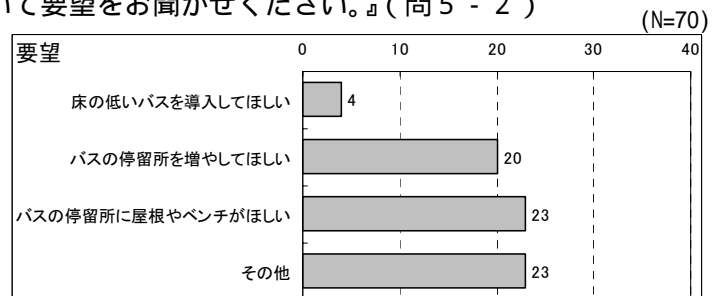 いて要望をお聞かせください。』(問5-2)
(N=70)
要望
0 10 20 30 40
床の低いバスを導入してほしい 4
バスの停留所を増やしてほしい 20
バスの停留所に屋根やベンチがほしい 23
その他 23